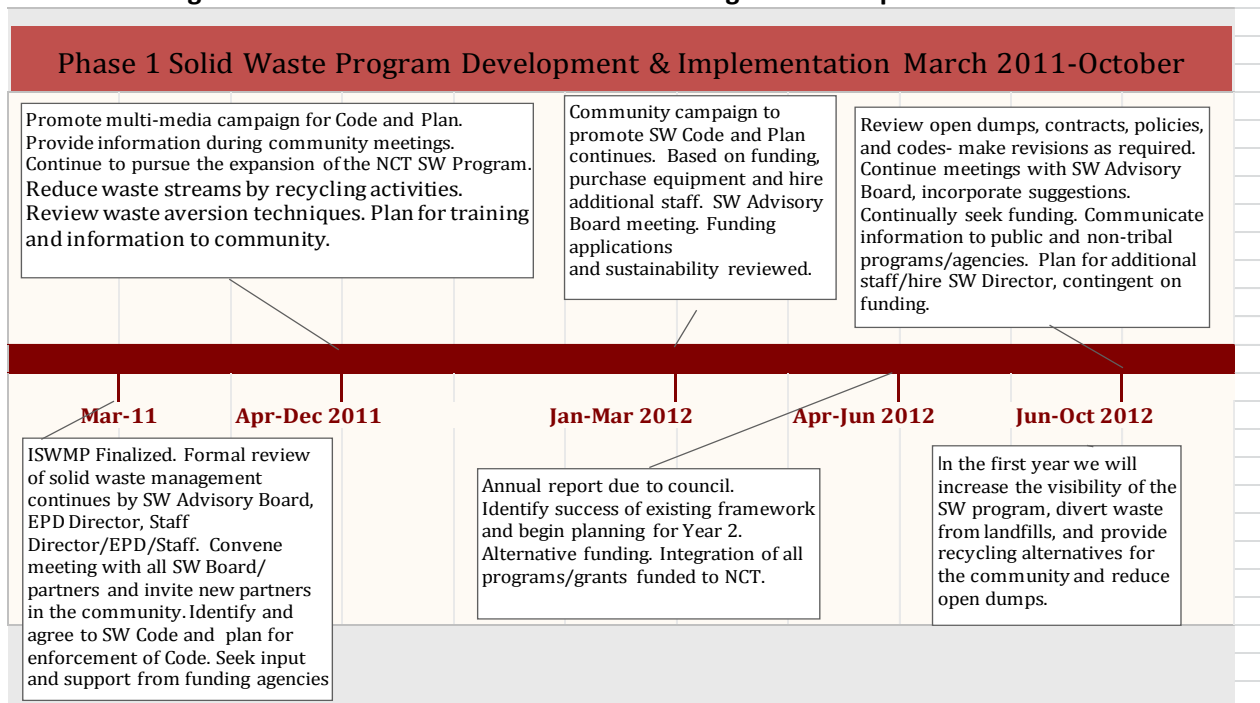 Phase 1 Solid Waste Program Development & Implementation March 2011-October
Promote multi-media campaign for Code and Plan.
Provide information during community meetings.
Continue to pursue the expansion of the NCT SW Program.
Reduce waste streams by recycling activities.
Review waste aversion techniques. Plan for training
and information to community.
Community campaign to
promote SW Code and Plan
continues. Based on funding,
purchase equipment and hire
additional staff. SW Advisory
Board meeting. Funding
applications
and sustainability reviewed.
Review open dumps, contracts, policies,
and codes- make revisions as required.
Continue meetings with SW Advisory
Board, incorporate suggestions.
Continually seek funding. Communicate
information to public and non-tribal
programs/agencies. Plan for additional
staff/hire SW Director, contingent on
funding.
Mar-11
Apr-Dec 2011
Jan-Mar 2012
Apr-Jun 2012
Jun-Oct 2012
ISWMP Finalized. Formal review
of solid waste management
continues by SW Advisory Board,
EPD Director, Staff
Director/EPD/Staff. Convene
meeting with all SW Board/
partners and invite new partners
in the community. Identify and
agree to SW Code and plan for
enforcement of Code. Seek input
and support from funding agencies
Annual report due to council.
Identify success of existing framework
and begin planning for Year 2.
Alternative funding. Integration of all
programs/grants funded to NCT.
In the first year we will
increase the visibility of the
SW program, divert waste
from landfills, and provide
recycling alternatives for
the community and reduce
open dumps.